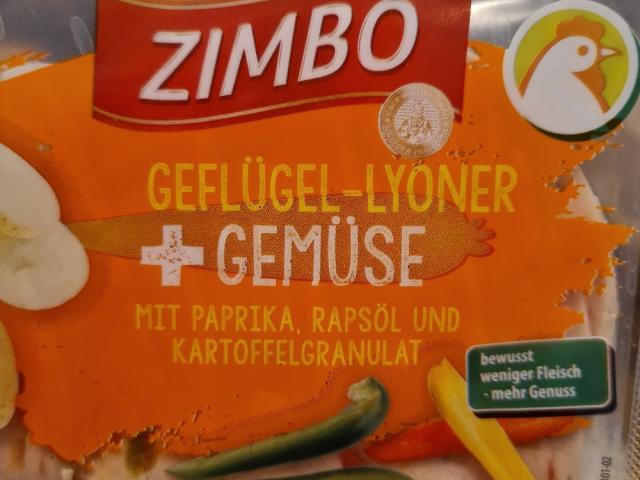 ZIMBO
GEFLÜGEL-LYONER
+ GEMÜSE
MIT PAPRIKA, RAPSÖL UND
KARTOFFELGRANULAT
bewusst
weniger Fleisch
- mehr Genuss